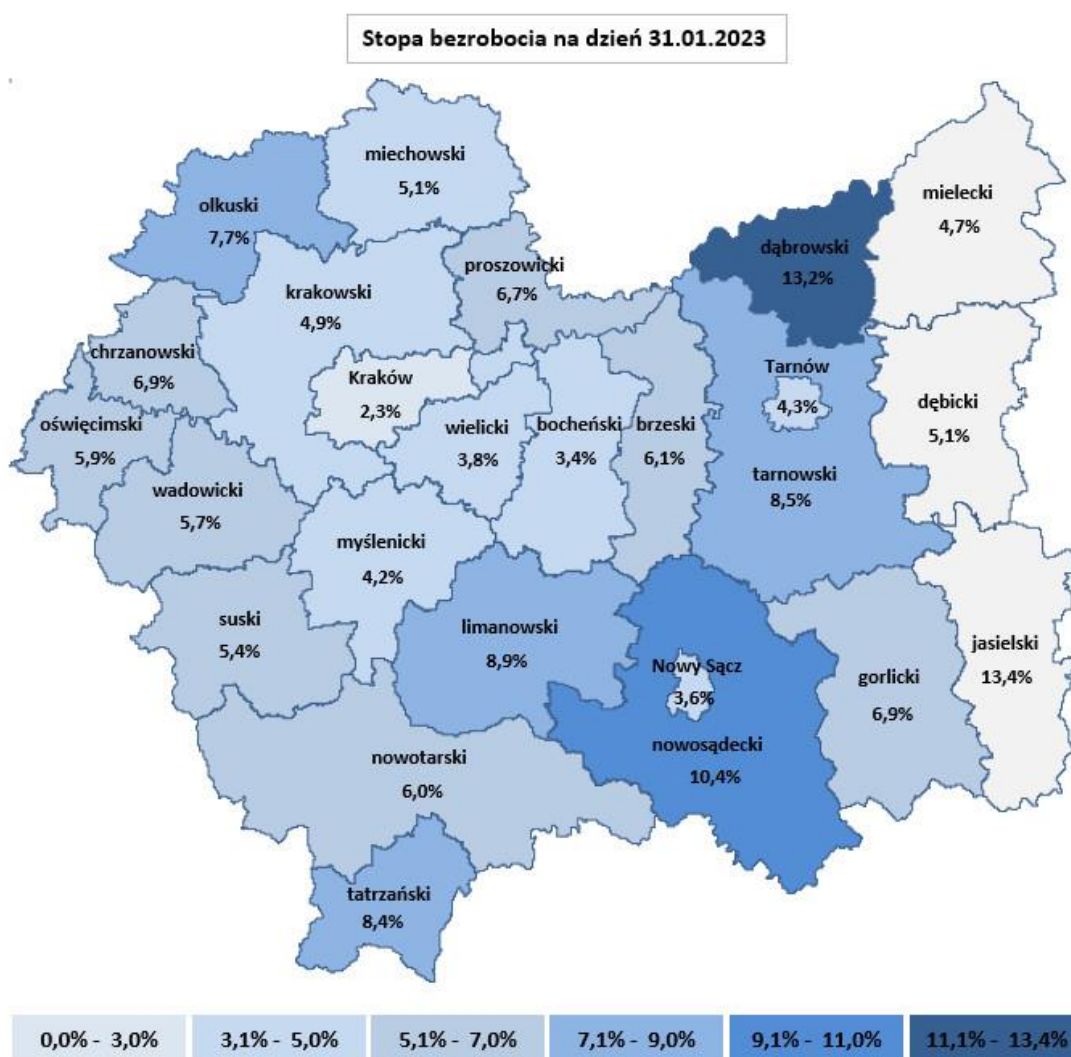 Stopa bezrobocia na dzień 31.01.2023
miechowski
5,1%
olkuski
7,7%
mielecki
4,7%
dąbrowski
13,2%
proszowicki
6,7%
krakowski
4,9%
chrzanowski
6,9%
Kraków
2,3%
Tarnów
4,3%
dębicki
5,1%
oświęcimski
5,9%
wielicki
3,8%
bocheński
3,4%
brzeski
6,1%
wadowicki
5,7%
tarnowski
8,5%
myślenicki
4,2%
suski
5,4%
limanowski
8,9%
Nowy Sącz
3,6%
jasielski
13,4%
gorlicki
6,9%
nowosądecki
10,4%
nowotarski
6,0%
tatrzański
8,4%
0,0% - 3,0%
3,1% - 5,0%
5,1% - 7,0%
7,1% - 9,0%
9,1% - 11,0%
11,1% - 13,4%